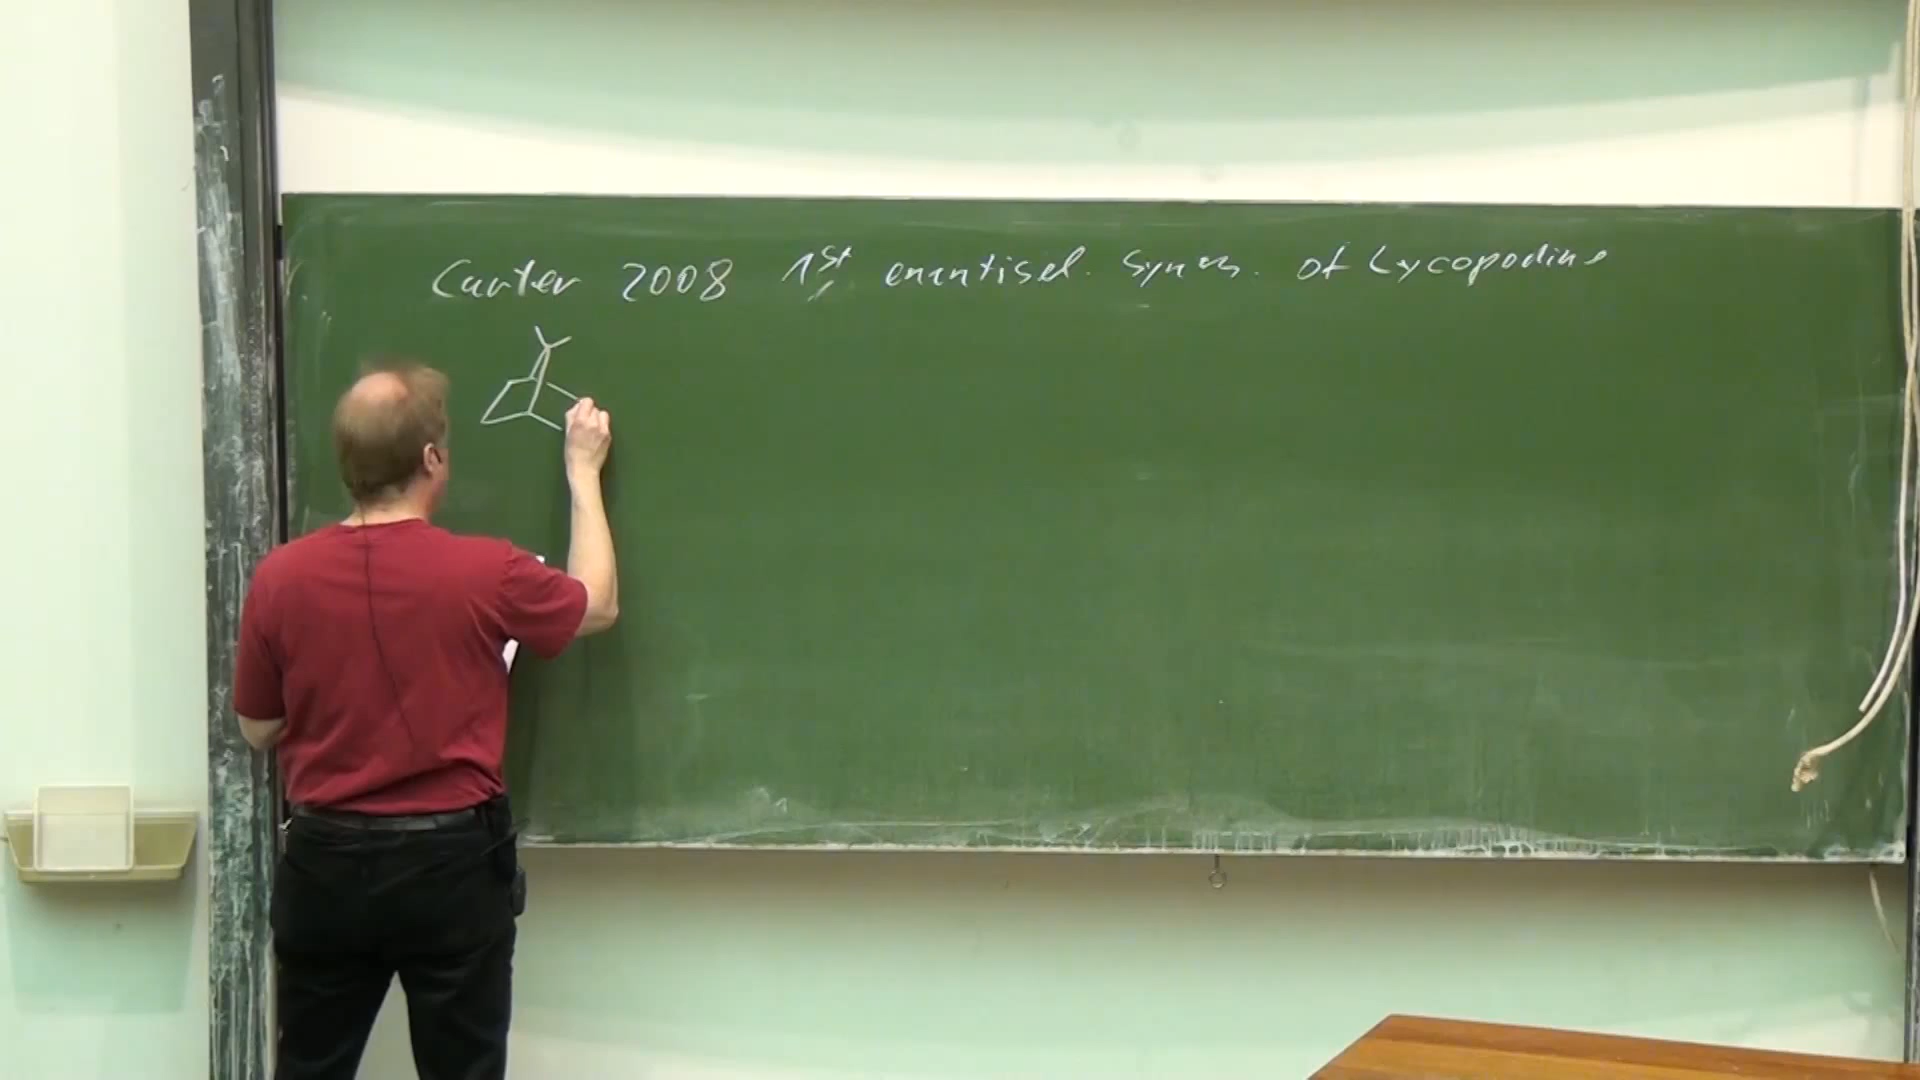 Carter 2008 1st enantisel. Synth. of Lycopodine